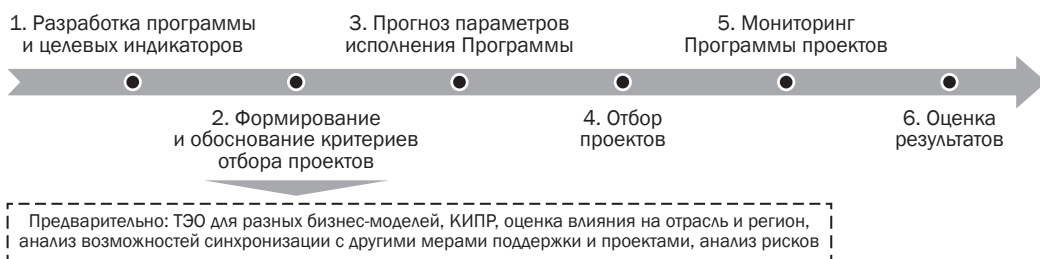 1. Разработка программы
и целевых индикаторов
3. Прогноз параметров
исполнения Программы
5. Мониторинг
Программы проектов
2. Формирование
и обоснование критериев
отбора проектов
4. Отбор
проектов
6. Оценка
результатов
Предварительно: ТЭО для разных бизнес-моделей, КИПР, оценка влияния на отрасль и регион,
анализ возможностей синхронизации с другими мерами поддержки и проектами, анализ рисков